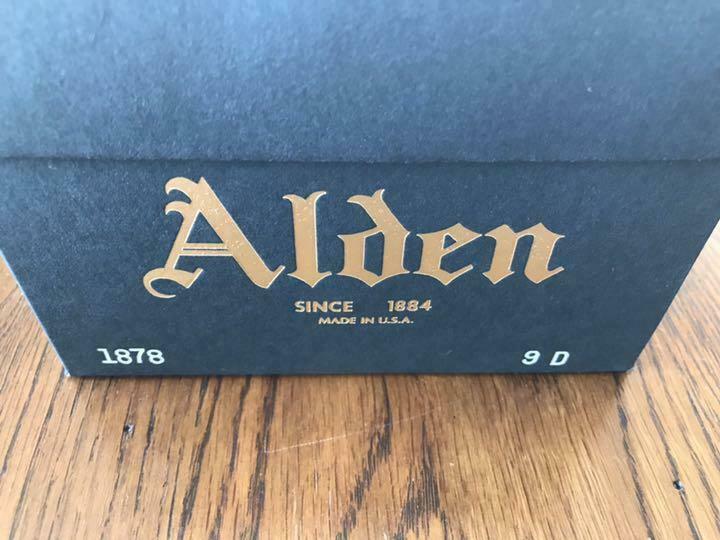 Alden
SINCE 1884
MADE IN U.S.A.
1878 9 D